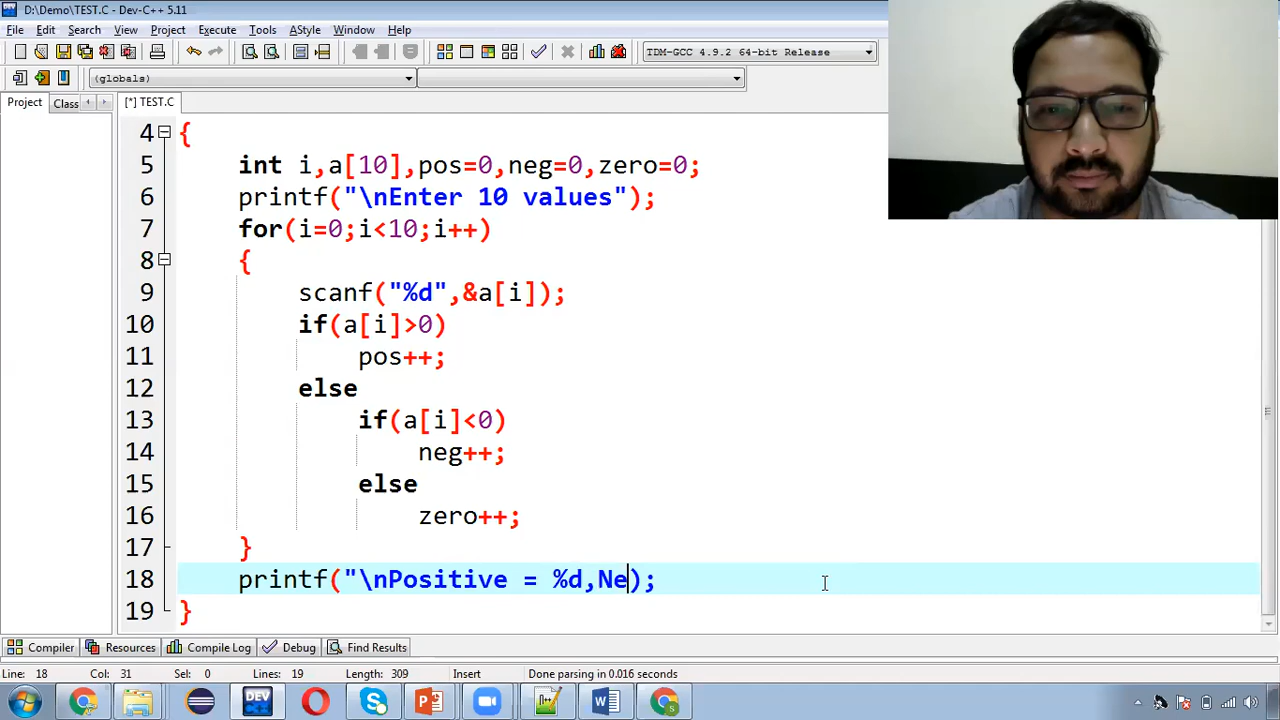 D:\Demo\TEST.C - Dev-C++ 5.11
File Edit Search View Project Execute Tools AStyle Window Help
TDM-GCC 4.9.2 64-bit Release
(globals)
Project Class [*] TEST.C
4 {
5 int i,a[10],pos=0,neg=0,zero=0;
6 printf("\nEnter 10 values");
7 for(i=0;i<10;i++)
8 {
9 scanf("%d",&a[i]);
10 if(a[i]>0)
11 pos++;
12 else
13 if(a[i]<0)
14 neg++;
15 else
16 zero++;
17 }
18 printf("\nPositive = %d,Ne);
19 }
Compiler Resources Compile Log Debug Find Results
Line: 18 Col: 31 Sel: 0 Lines: 19 Length: 309 Insert Done parsing in 0.016 seconds
DEV